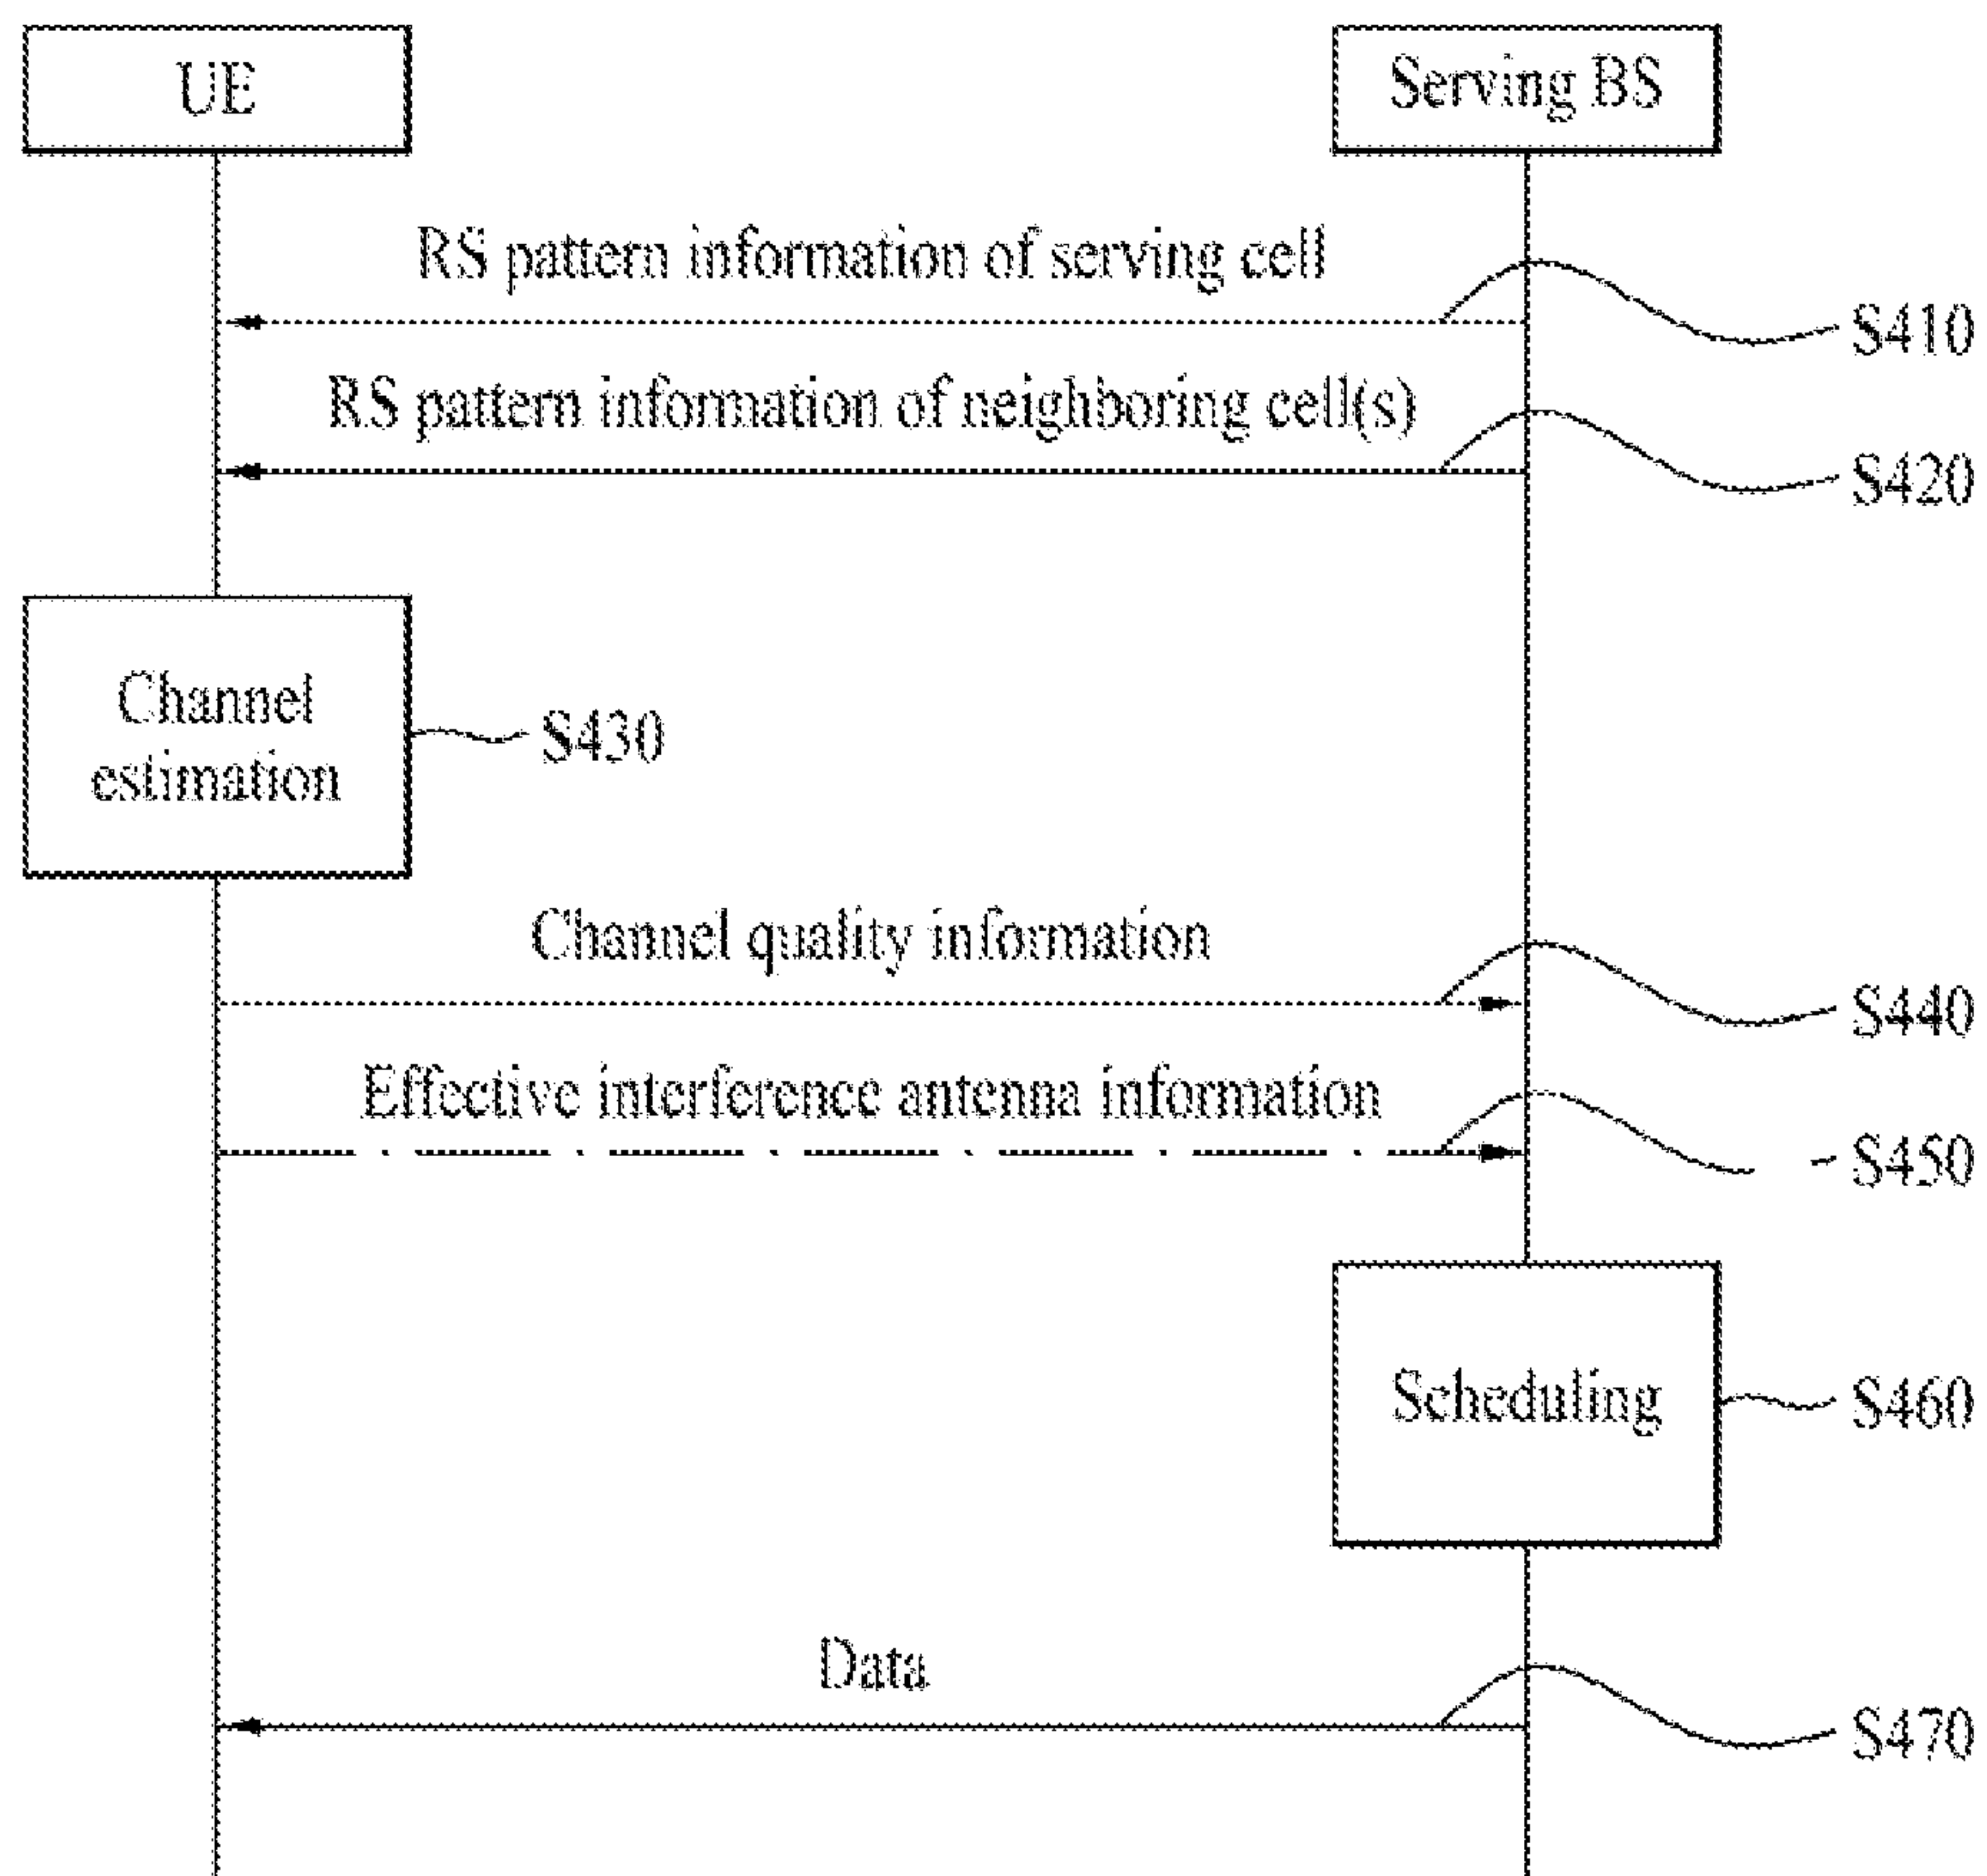 UE
Serving BS
RS pattern information of serving cell
S410
RS pattern information of neighboring cell(s)
S420
Channel
estimation
S430
Channel quality information
S440
Effective interference antenna information
S450
Scheduling
S460
Data
S470